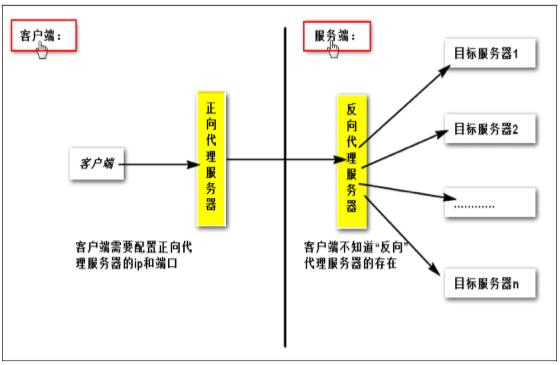 客户端：
服务端：
客户端
正向代理服务器
反向代理服务器
目标服务器1
目标服务器2
............
目标服务器n
客户端需要配置正向代
理服务器的ip和端口
客户端不知道“反向”
代理服务器的存在